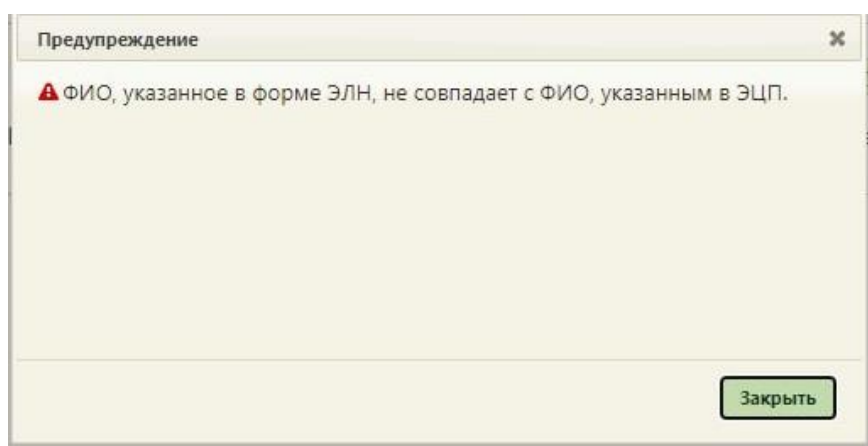 Предупреждение
ФИО, указанное в форме ЭЛН, не совпадает с ФИО, указанным в ЭЦП.
Закрыть